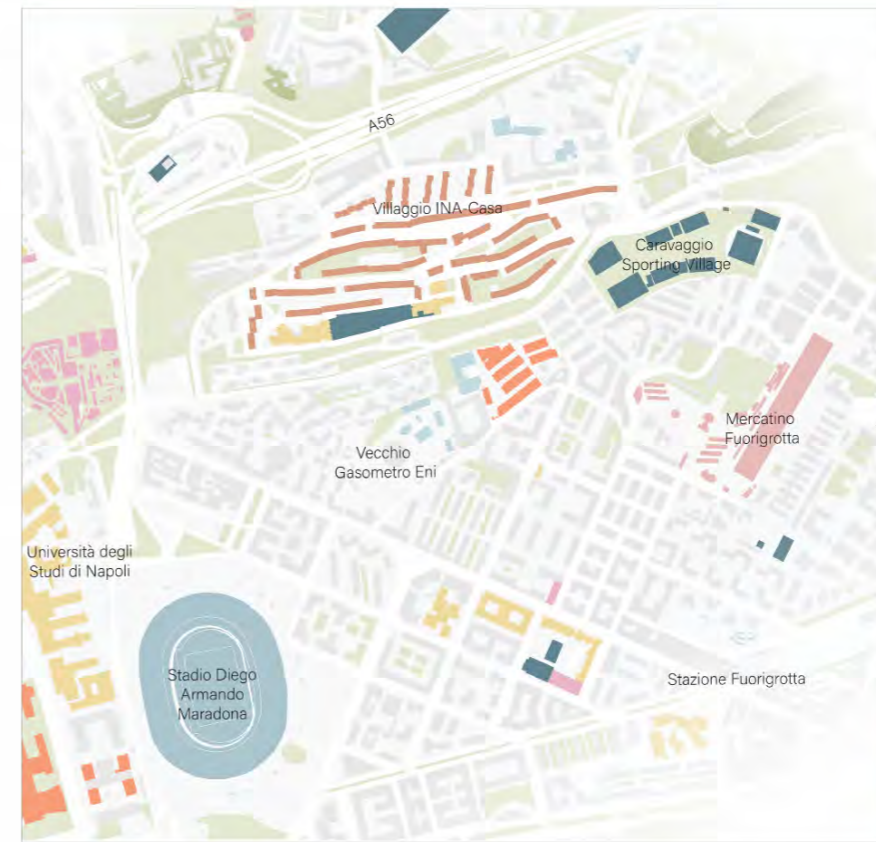 A56
Villaggio INA-Casa
Caravaggio
Sporting Village
Mercatino
Fuorigrotta
Vecchio
Gasometro Eni
Università degli
Studi di Napoli
Stadio Diego
Armando
Maradona
Stazione Fuorigrotta